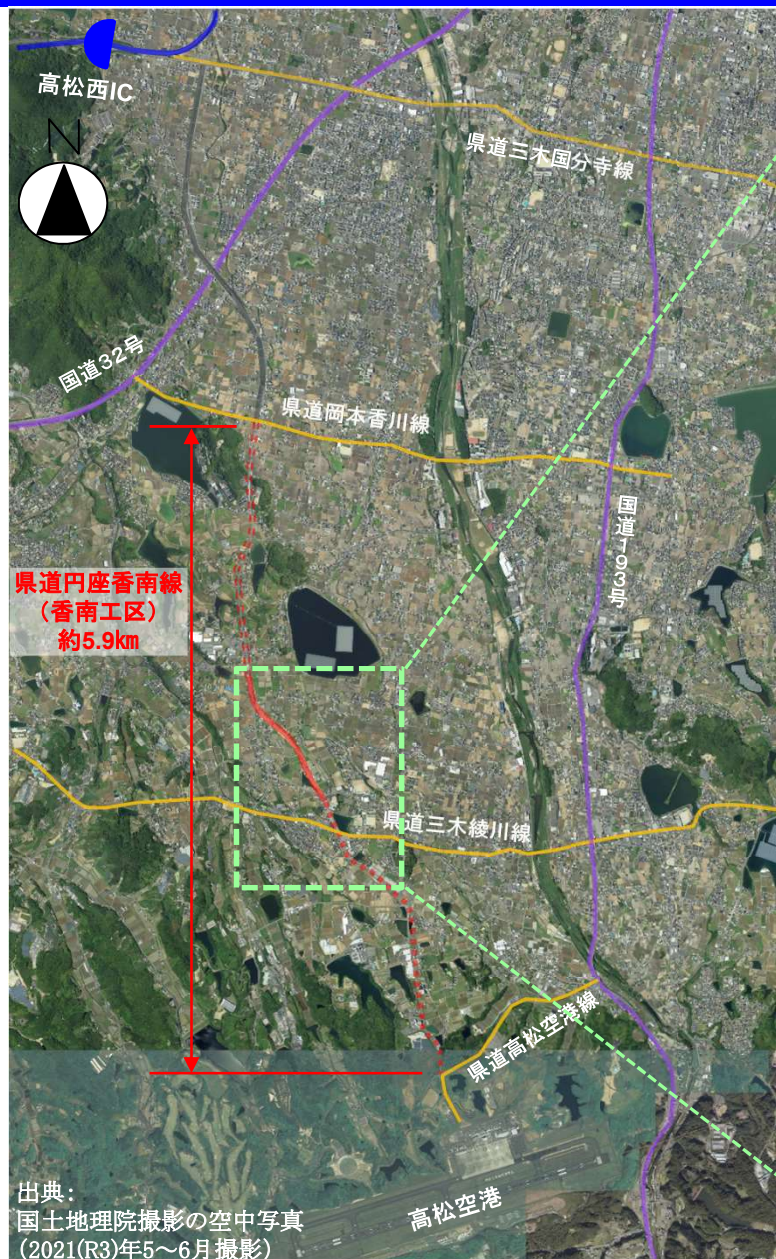 高松西IC
N
県道三木国分寺線
国道32号
県道岡本香川線
国道193号
県道円座香南線
（香南工区）
約5.9km
県道三木綾川線
県道高松空港線
高松空港
出典：
国土地理院撮影の空中写真
(2021(R3)年5～6月撮影)